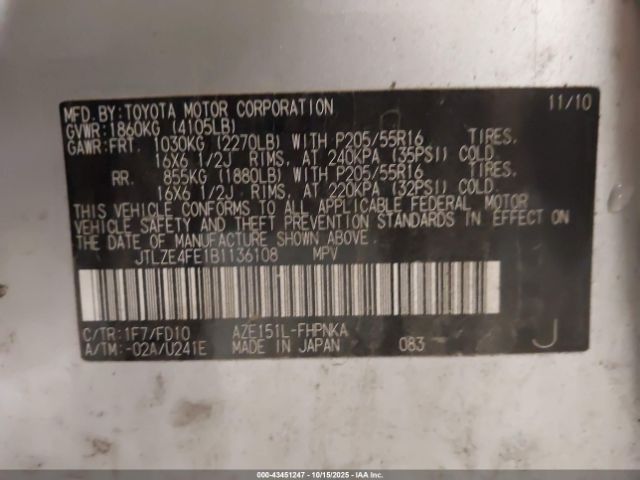 MFD. BY: TOYOTA MOTOR CORPORATION 11/10
GVWR: 1860KG (4105LB)
GAWR: FRT. 1030KG (2270LB) WITH P205/55R16 TIRES.
16X6 1/2J RIMS, AT 240KPA (35PSI) COLD.
RR. 855KG (1880LB) WITH P205/55R16 TIRES.
16X6 1/2J RIMS, AT 220KPA (32PSI) COLD.
THIS VEHICLE CONFORMS TO ALL APPLICABLE FEDERAL MOTOR
VEHICLE SAFETY AND THEFT PREVENTION STANDARDS IN EFFECT ON
THE DATE OF MANUFACTURE SHOWN ABOVE.
JTLZE4FE1B1136108 MPV
C/TR: 1F7/FD10 AZE151L-FHPNKA
A/TM: -02A/U241E MADE IN JAPAN 083 J
000-43451247 - 10/15/2025 - IAA Inc.